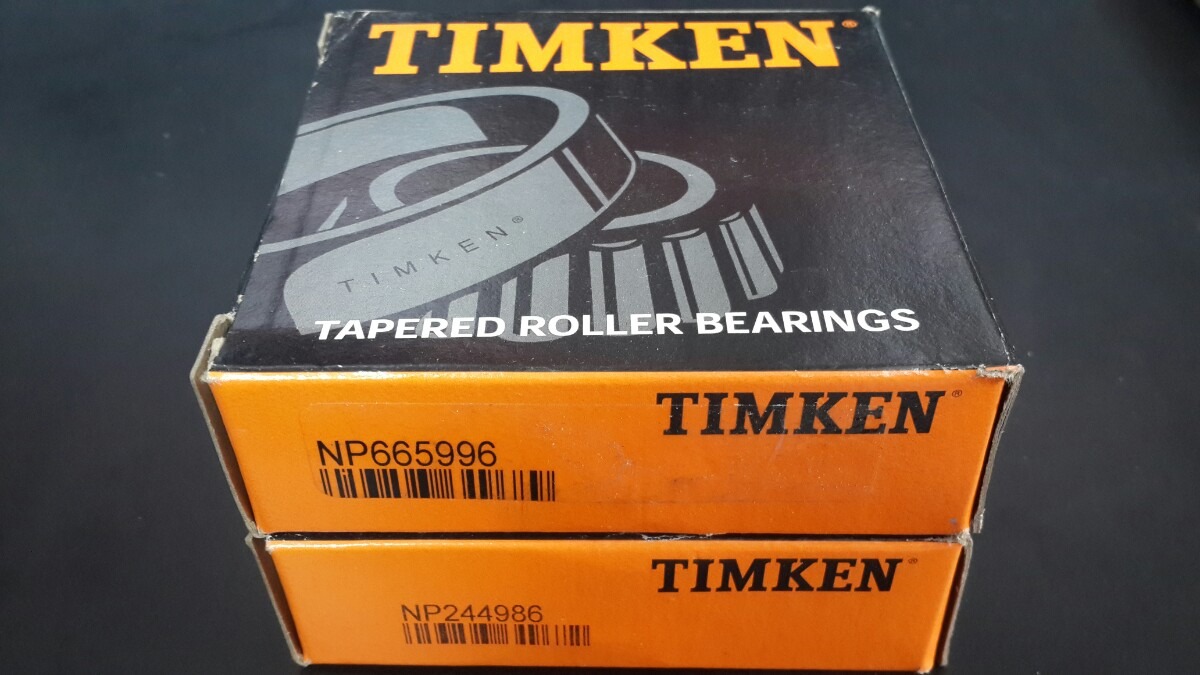 TIMKEN®
TIMKEN®
TAPERED ROLLER BEARINGS
TIMKEN®
NP665996
TIMKEN®
NP244986